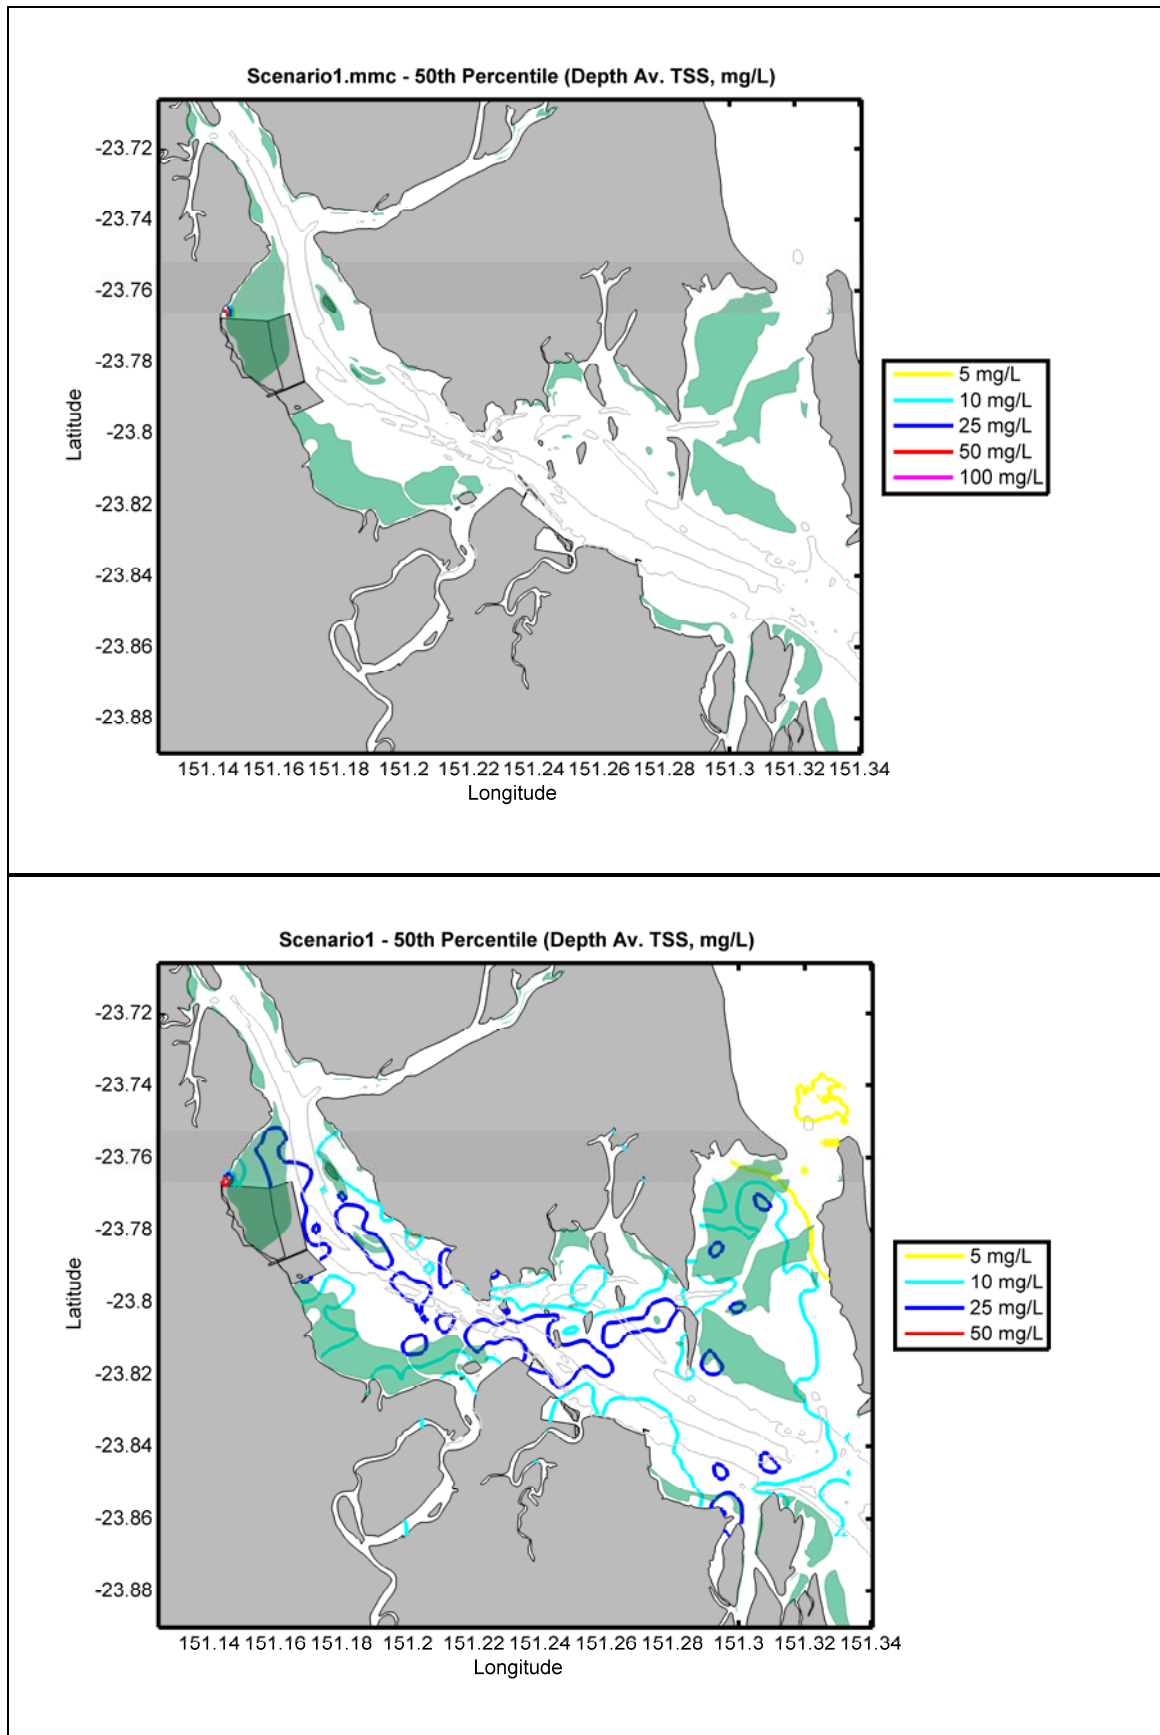 Scenario1.mmc - 50th Percentile (Depth Av. TSS, mg/L)
-23.72
-23.74
-23.76
-23.78
-23.8
-23.82
-23.84
-23.86
-23.88
Latitude
151.14 151.16 151.18 151.2 151.22 151.24 151.26 151.28 151.3 151.32 151.34
Longitude
5 mg/L
10 mg/L
25 mg/L
50 mg/L
100 mg/L
Scenario1 - 50th Percentile (Depth Av. TSS, mg/L)
-23.72
-23.74
-23.76
-23.78
-23.8
-23.82
-23.84
-23.86
-23.88
Latitude
151.14 151.16 151.18 151.2 151.22 151.24 151.26 151.28 151.3 151.32 151.34
Longitude
5 mg/L
10 mg/L
25 mg/L
50 mg/L